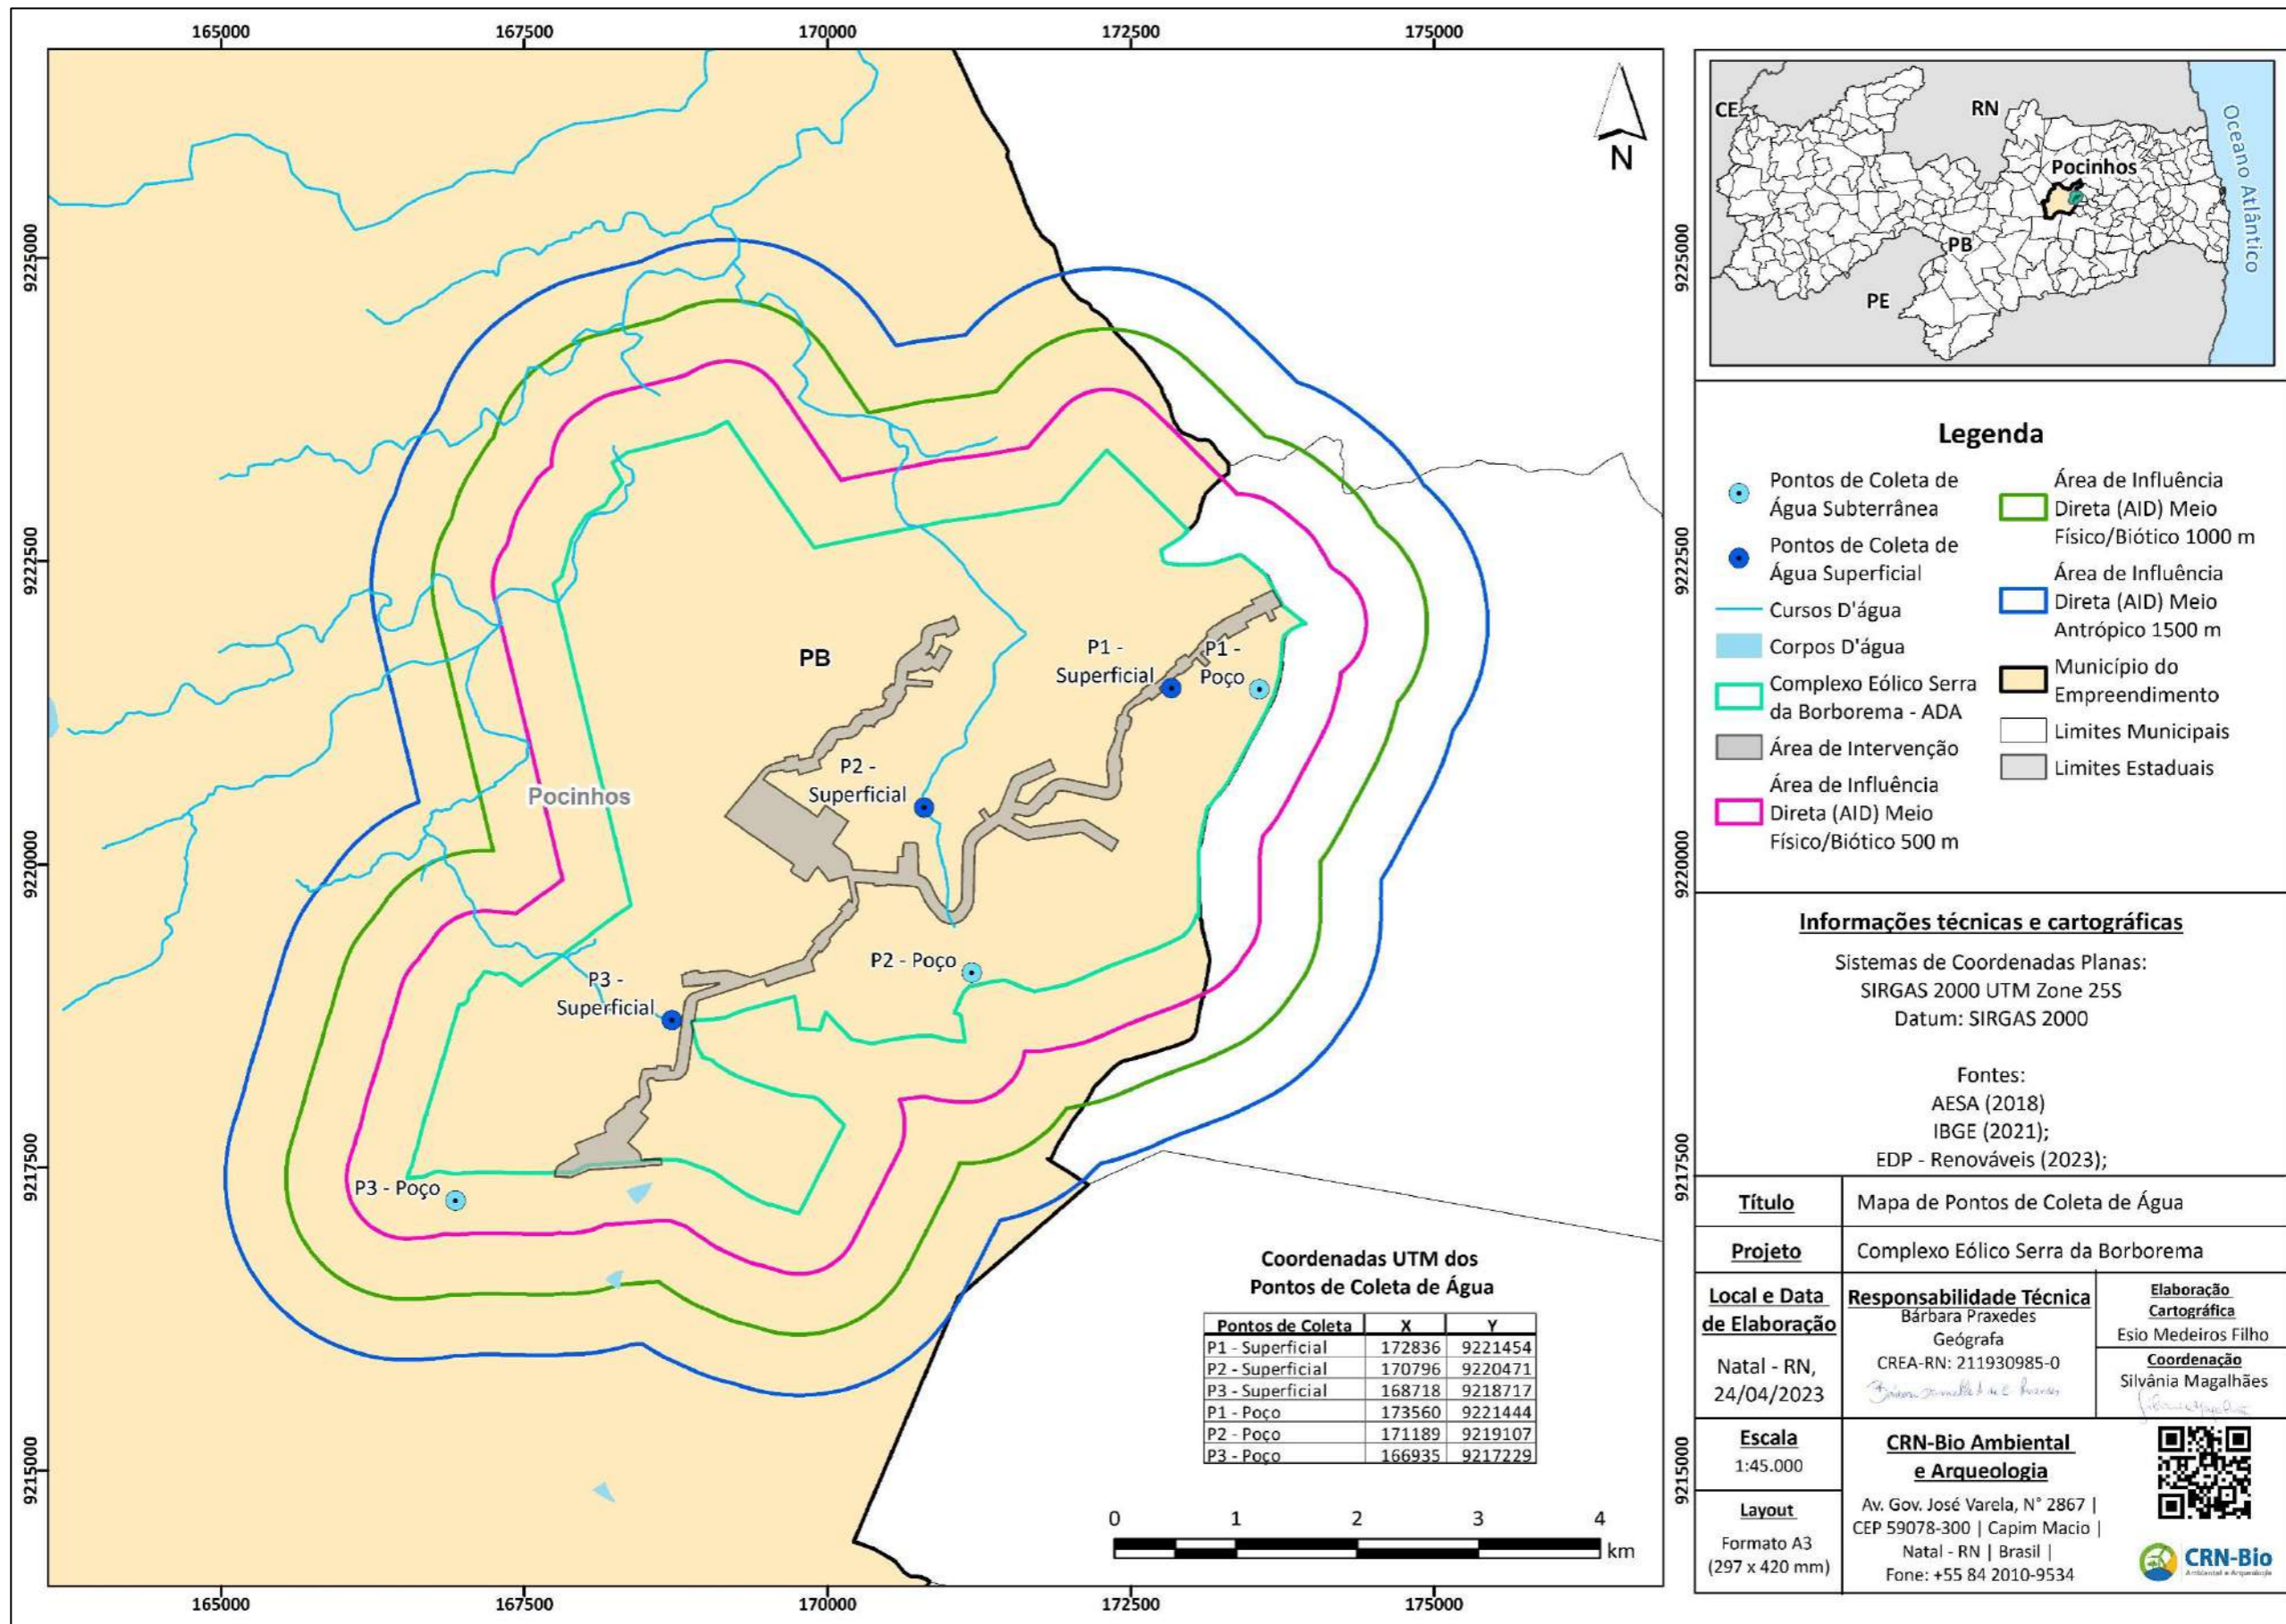 165000
167500
170000
172500
175000
9225000
9222500
9220000
9217500
9215000
N
P1 -
Superficial
P1 -
Poço
PB
P2 -
Superficial
Pocinhos
P2 - Poço
P3 -
Superficial
P3 - Poço
Coordenadas UTM dos
Pontos de Coleta de Água
Pontos de Coleta X Y
P1 - Superficial 172836 9221454
P2 - Superficial 170796 9220471
P3 - Superficial 168718 9218717
P1 - Poço 173560 9221444
P2 - Poço 171189 9219107
P3 - Poço 166935 9217229
0 1 2 3 4
km
165000
167500
170000
172500
175000
9225000
9222500
9220000
9217500
9215000
CE
RN
Pocinhos
PB
PE
Oceano Atlântico
Legenda
Pontos de Coleta de
Água Subterrânea
Pontos de Coleta de
Água Superficial
Cursos D'água
Corpos D'água
Complexo Eólico Serra
da Borborema - ADA
Área de Intervenção
Área de Influência
Direta (AID) Meio
Físico/Biótico 500 m
Área de Influência
Direta (AID) Meio
Físico/Biótico 1000 m
Área de Influência
Direta (AID) Meio
Antrópico 1500 m
Município do
Empreendimento
Limites Municipais
Limites Estaduais
Informações técnicas e cartográficas
Sistemas de Coordenadas Planas:
SIRGAS 2000 UTM Zone 25S
Datum: SIRGAS 2000
Fontes:
AESA (2018)
IBGE (2021);
EDP - Renováveis (2023);
Título
Mapa de Pontos de Coleta de Água
Projeto
Complexo Eólico Serra da Borborema
Local e Data
de Elaboração
Natal - RN,
24/04/2023
Responsabilidade Técnica
Bárbara Praxedes
Geógrafa
CREA-RN: 211930985-0
Elaboração
Cartográfica
Esio Medeiros Filho
Coordenação
Silvânia Magalhães
Escala
1:45.000
Layout
Formato A3
(297 x 420 mm)
CRN-Bio Ambiental
e Arqueologia
Av. Gov. José Varela, N° 2867 |
CEP 59078-300 | Capim Macio |
Natal - RN | Brasil |
Fone: +55 84 2010-9534
CRN-Bio
Ambiental e Arqueologia